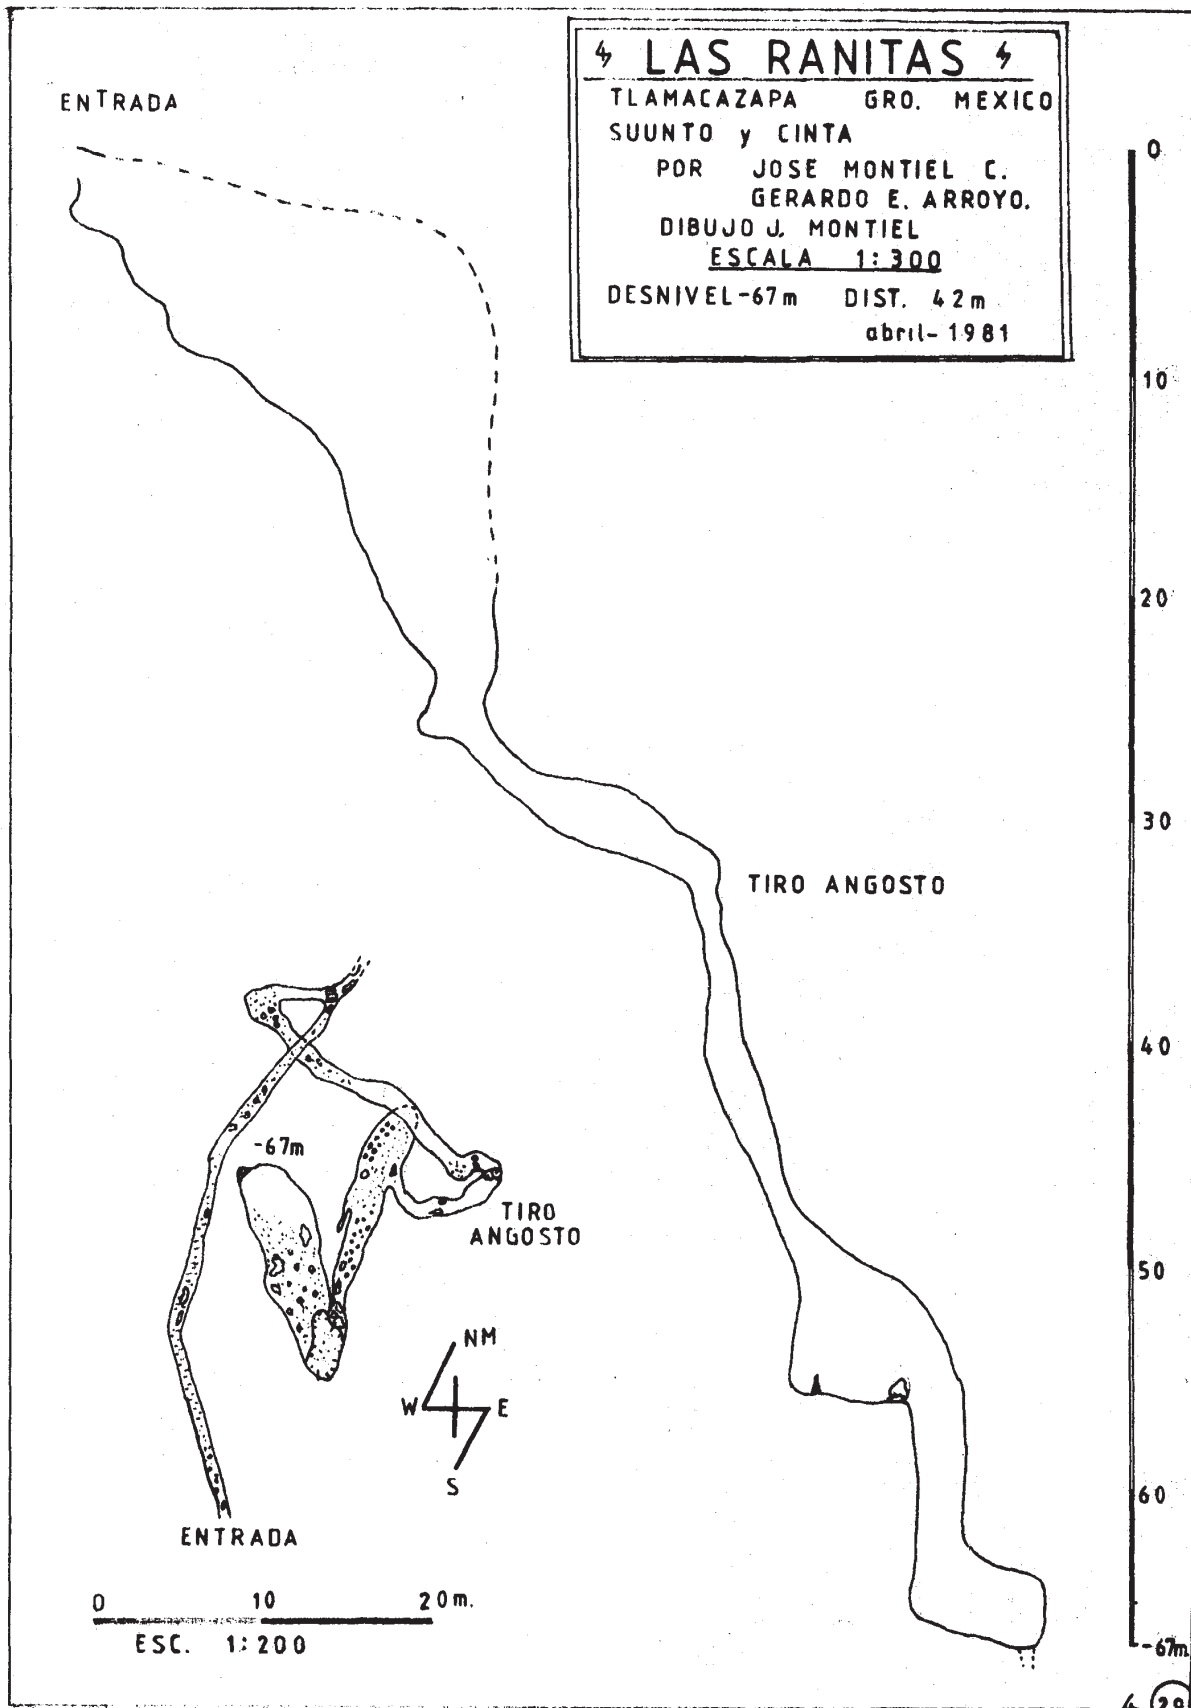 LAS RANITAS
TLAMACAZAPA GRO. MEXICO
SUUNTO y CINTA
POR JOSE MONTIEL C.
GERARDO E. ARROYO.
DIBUJO J. MONTIEL
ESCALA 1:300
DESNIVEL-67m DIST. 42m
abril-1981
ENTRADA
0
10
20
30
40
50
60
-67m
TIRO ANGOSTO
-67m
TIRO
ANGOSTO
NM
W E
S
ENTRADA
0 10 20m.
ESC. 1:200
29